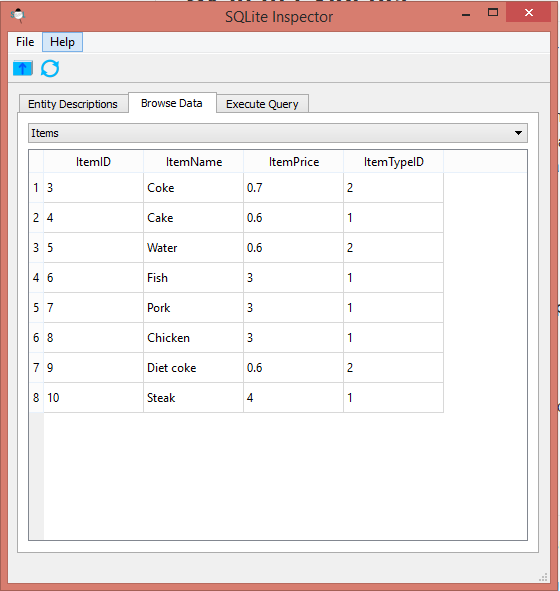 SQLite Inspector
File Help
Entity Descriptions Browse Data Execute Query
Items
ItemID ItemName ItemPrice ItemTypeID
1 3 Coke 0.7 2
2 4 Cake 0.6 1
3 5 Water 0.6 2
4 6 Fish 3 1
5 7 Pork 3 1
6 8 Chicken 3 1
7 9 Diet coke 0.6 2
8 10 Steak 4 1